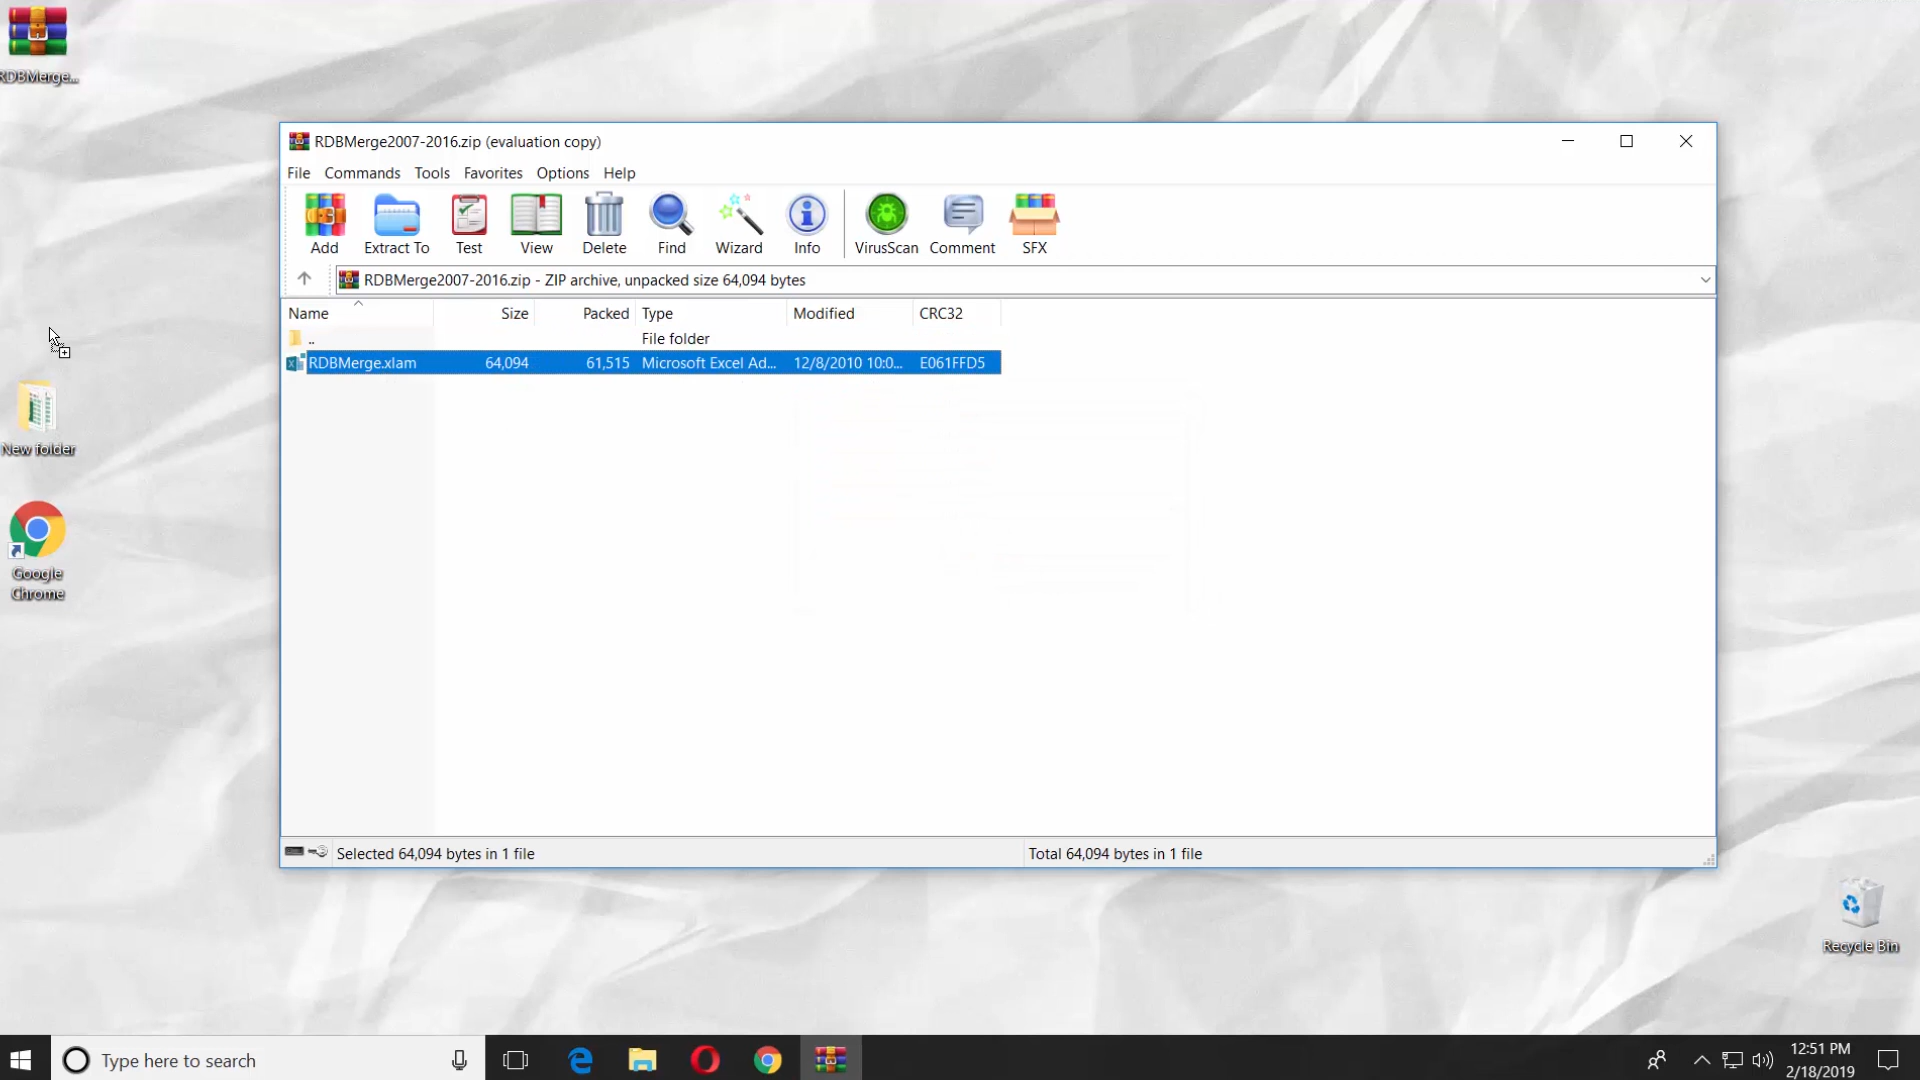 RDBMerge...
RDBMerge2007-2016.zip (evaluation copy)
File Commands Tools Favorites Options Help
Add Extract To Test View Delete Find Wizard Info VirusScan Comment SFX
RDBMerge2007-2016.zip - ZIP archive, unpacked size 64,094 bytes
Name Size Packed Type Modified CRC32
.. File folder
RDBMerge.xlam 64,094 61,515 Microsoft Excel Ad... 12/8/2010 10:0... E061FFD5
New folder
Google
Chrome
Selected 64,094 bytes in 1 file Total 64,094 bytes in 1 file
Recycle Bin
Type here to search
12:51 PM
2/18/2019